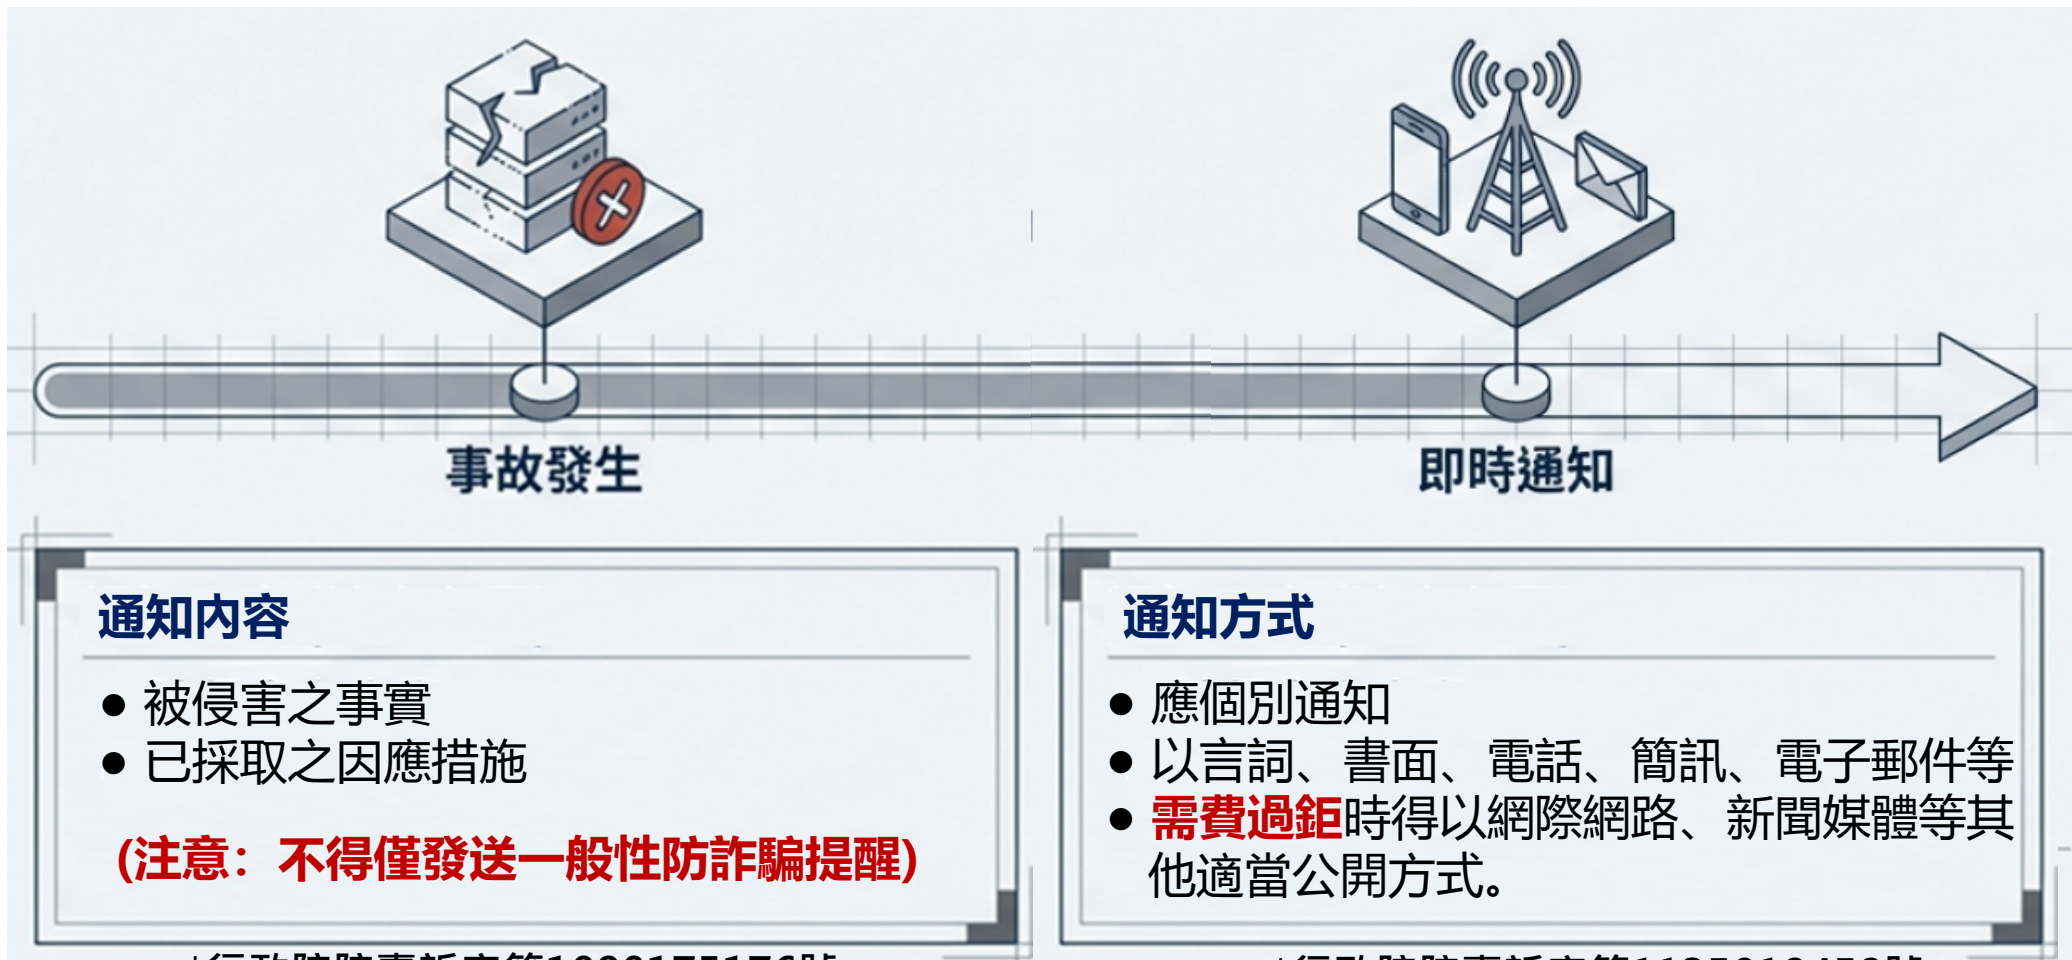 事故發生
即時通知
通知內容
● 被侵害之事實
● 已採取之因應措施
(注意：不得僅發送一般性防詐騙提醒)
通知方式
● 應個別通知
● 以言詞、書面、電話、簡訊、電子郵件等
● 需費過鉅時得以網際網路、新聞媒體等其
他適當公開方式。